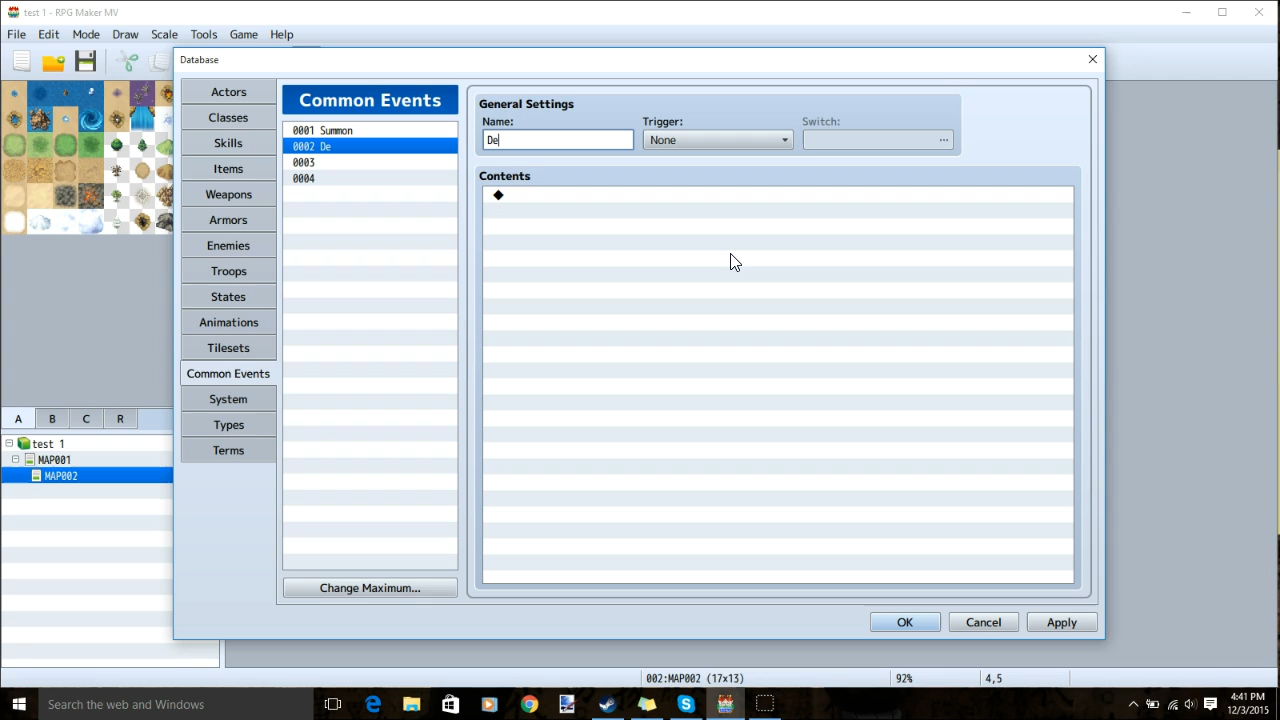 test 1 - RPG Maker MV
File Edit Mode Draw Scale Tools Game Help
Database
Actors
Classes
Skills
Items
Weapons
Armors
Enemies
Troops
States
Animations
Tilesets
Common Events
System
Types
Terms
Common Events
0001 Summon
0002 De
0003
0004
Change Maximum...
General Settings
Name: Trigger: Switch:
De None ...
Contents
OK Cancel Apply
A B C R
test 1
MAP001
MAP002
002:MAP002 (17x13) 92% 4,5
Search the web and Windows
4:41 PM
12/3/2015